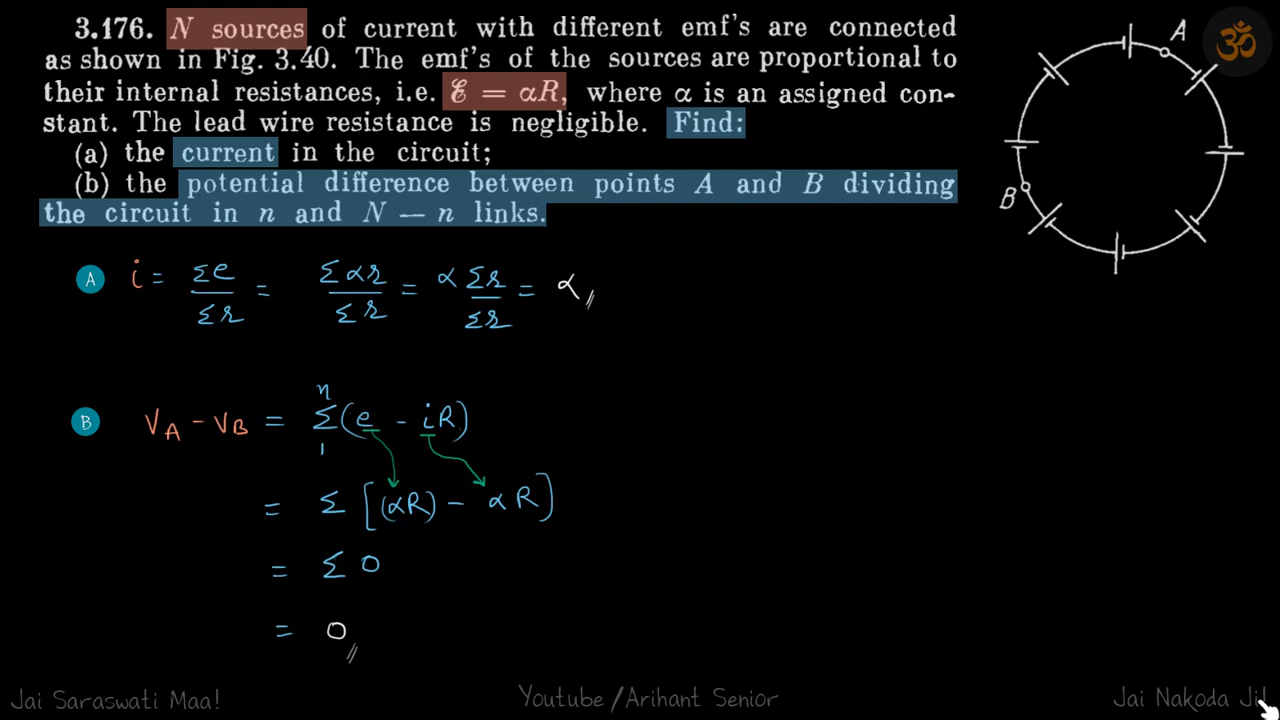 3.176. N sources of current with different emf's are connected
as shown in Fig. 3.40. The emf's of the sources are proportional to
their internal resistances, i.e. ℰ = αR, where α is an assigned con-
stant. The lead wire resistance is negligible. Find:
(a) the current in the circuit;
(b) the potential difference between points A and B dividing
the circuit in n and N — n links.
A
B
ॐ
A i = Σe/Σr = Σαr/Σr = α Σr/Σr = α
B V_A - V_B = Σ_1^n (e - iR)
= Σ [(αR) - αR]
= Σ 0
= 0
Jai Saraswati Maa! Youtube/Arihant Senior Jai Nakoda Ji!